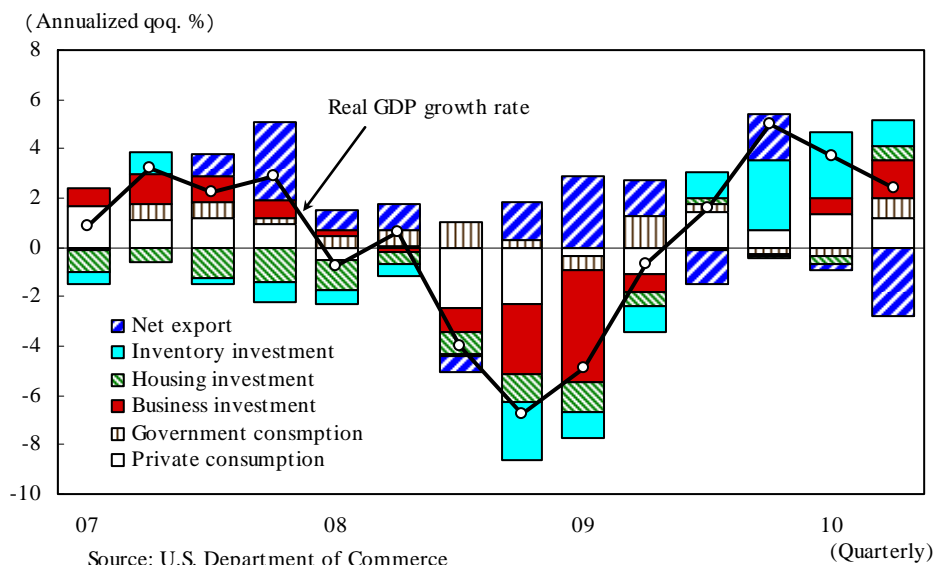 (Annualized qoq. %)
8
6
4
2
0
-2
-4
-6
-8
-10
Real GDP growth rate
Net export
Inventory investment
Housing investment
Business investment
Government consmption
Private consumption
07 08 09 10
(Quarterly)
Source: U.S. Department of Commerce